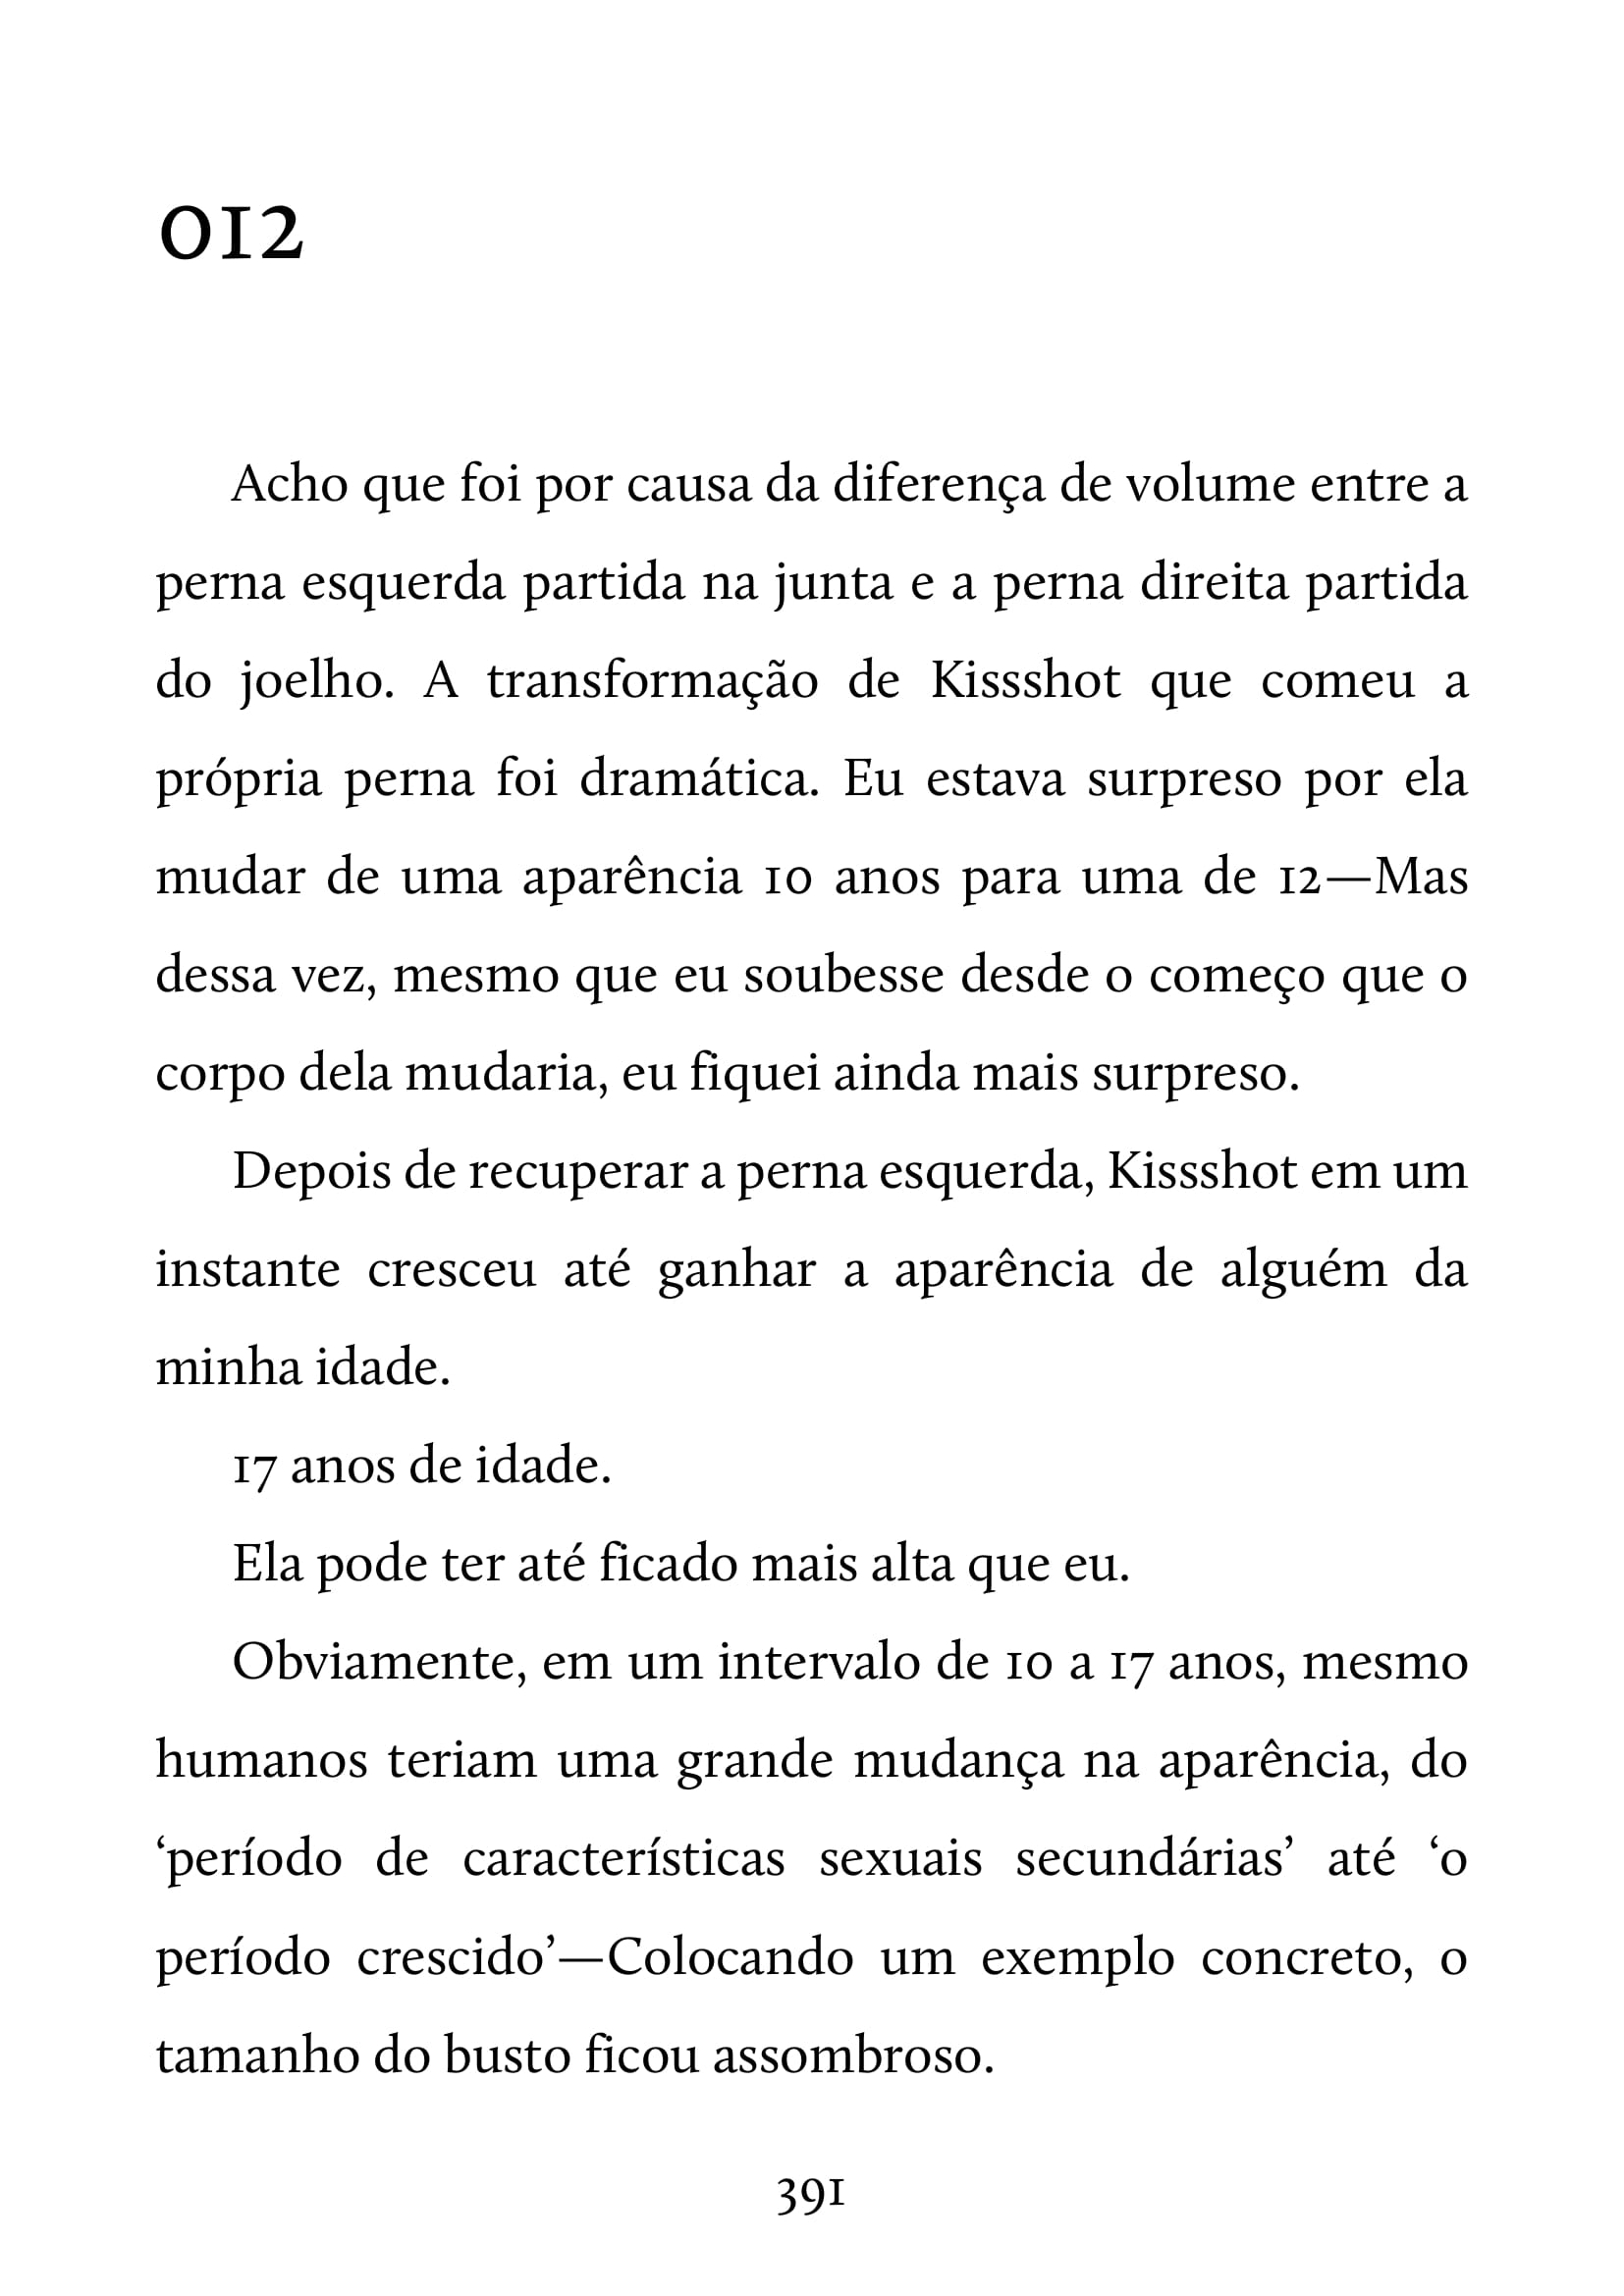 012
Acho que foi por causa da diferença de volume entre a
perna esquerda partida na junta e a perna direita partida
do joelho. A transformação de Kissshot que comeu a
própria perna foi dramática. Eu estava surpreso por ela
mudar de uma aparência 10 anos para uma de 12—Mas
dessa vez, mesmo que eu soubesse desde o começo que o
corpo dela mudaria, eu fiquei ainda mais surpreso.
Depois de recuperar a perna esquerda, Kissshot em um
instante cresceu até ganhar a aparência de alguém da
minha idade.
17 anos de idade.
Ela pode ter até ficado mais alta que eu.
Obviamente, em um intervalo de 10 a 17 anos, mesmo
humanos teriam uma grande mudança na aparência, do
‘período de características sexuais secundárias’ até ‘o
período crescido’—Colocando um exemplo concreto, o
tamanho do busto ficou assombroso.
391